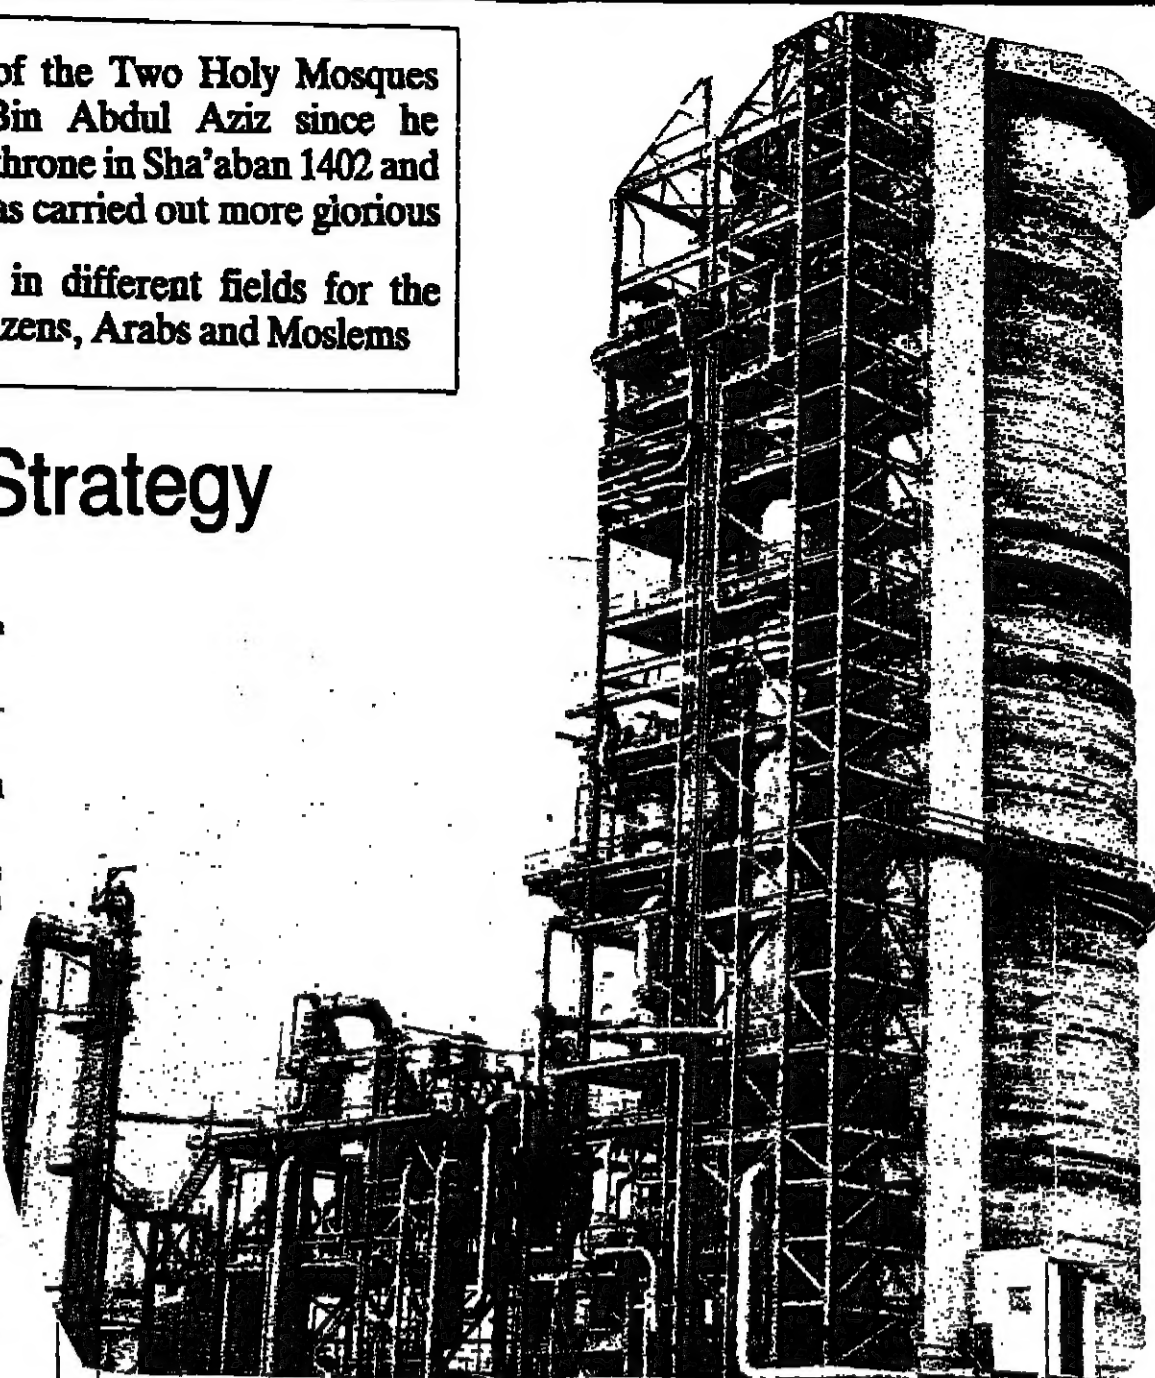 of the Two Holy Mosques
Bin Abdul Aziz since he
throne in Sha'aban 1402 and
as carried out more glorious
in different fields for the
zens, Arabs and Moslems
Strategy